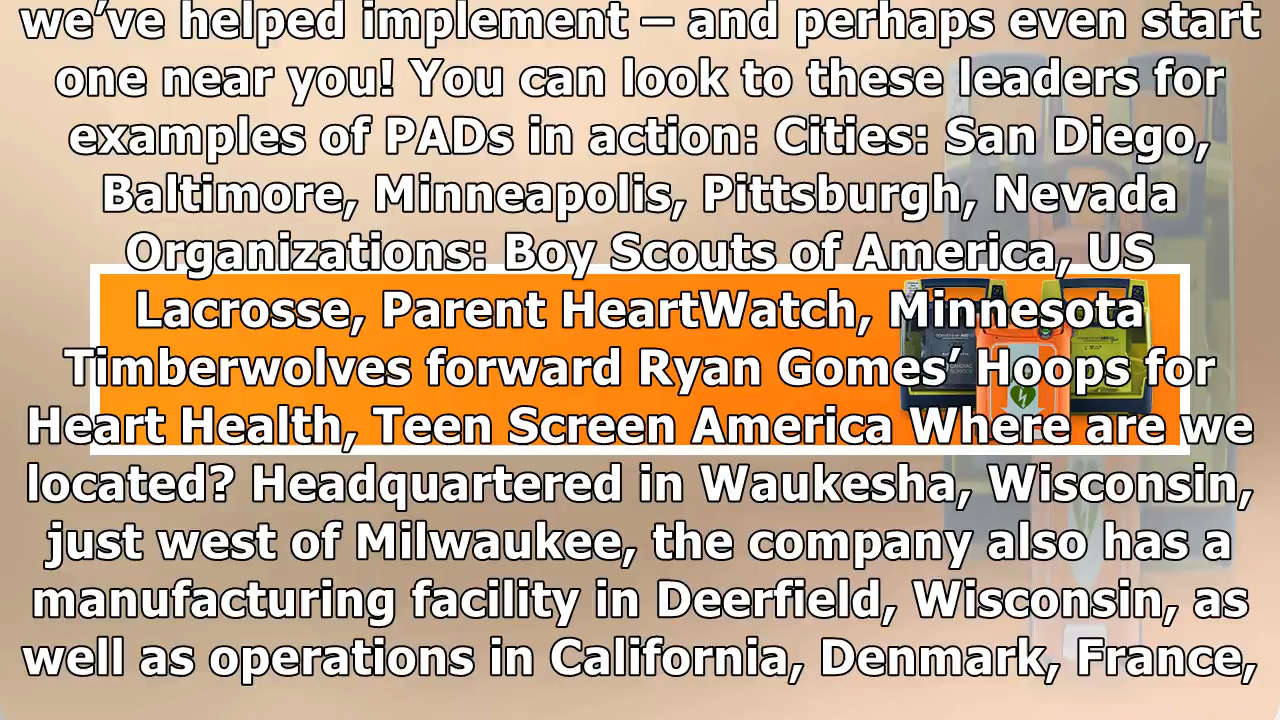 we’ve helped implement – and perhaps even start
one near you! You can look to these leaders for
examples of PADs in action: Cities: San Diego,
Baltimore, Minneapolis, Pittsburgh, Nevada
Organizations: Boy Scouts of America, US
Lacrosse, Parent HeartWatch, Minnesota
Timberwolves forward Ryan Gomes’ Hoops for
Heart Health, Teen Screen America Where are we
located? Headquartered in Waukesha, Wisconsin,
just west of Milwaukee, the company also has a
manufacturing facility in Deerfield, Wisconsin, as
well as operations in California, Denmark, France,